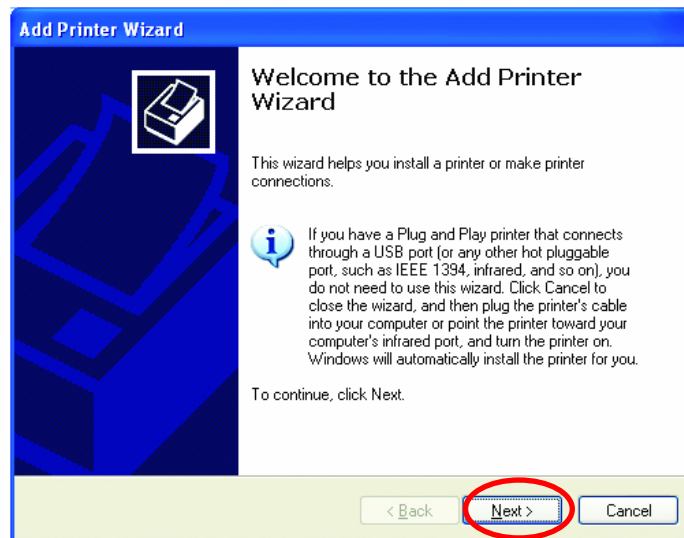 Add Printer Wizard
Welcome to the Add Printer
Wizard
This wizard helps you install a printer or make printer
connections.
If you have a Plug and Play printer that connects
through a USB port (or any other hot pluggable
port, such as IEEE 1394, infrared, and so on), you
do not need to use this wizard. Click Cancel to
close the wizard, and then plug the printer's cable
into your computer or point the printer toward your
computer's infrared port, and turn the printer on.
Windows will automatically install the printer for you.
To continue, click Next.
< Back Next > Cancel